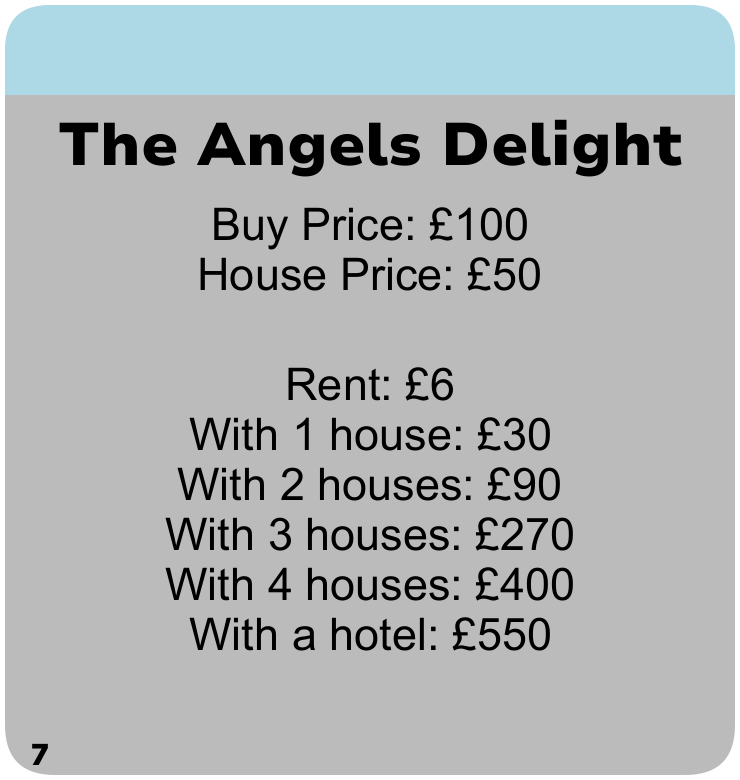 The Angels Delight
Buy Price: £100
House Price: £50
Rent: £6
With 1 house: £30
With 2 houses: £90
With 3 houses: £270
With 4 houses: £400
With a hotel: £550
7